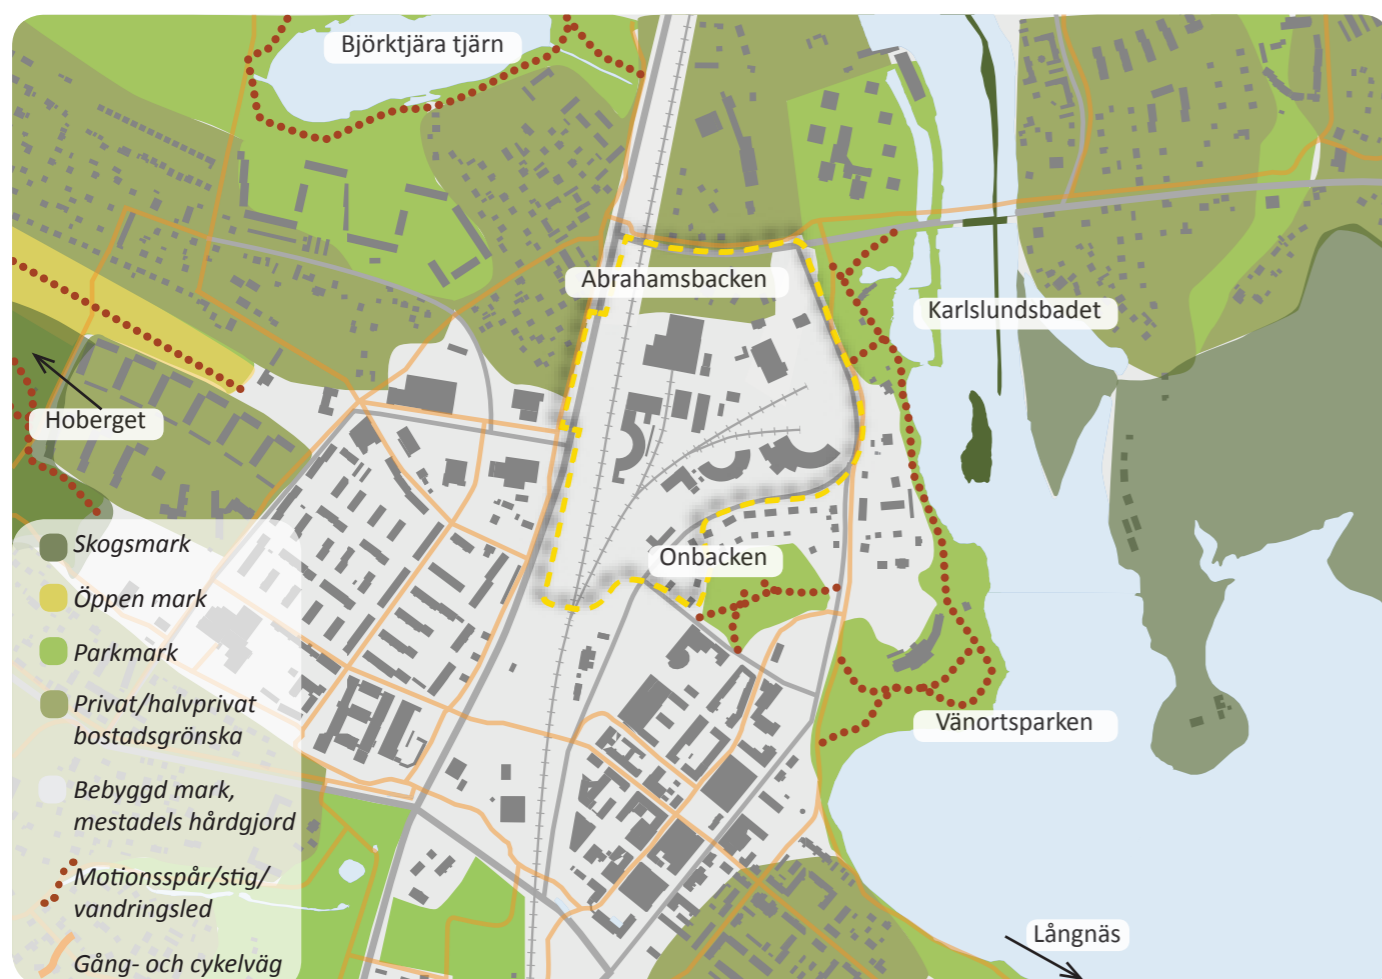 Björktjära tjärn
Abrahamsbacken
Karlslundsbadet
Hoberget
Onbacken
Vänortsparken
Långnäs
Skogsmark
Öppen mark
Parkmark
Privat/halvprivat
bostadsgrönska
Bebyggd mark,
mestadels hårdgjord
Motionsspår/stig/
vandringsled
Gång- och cykelväg